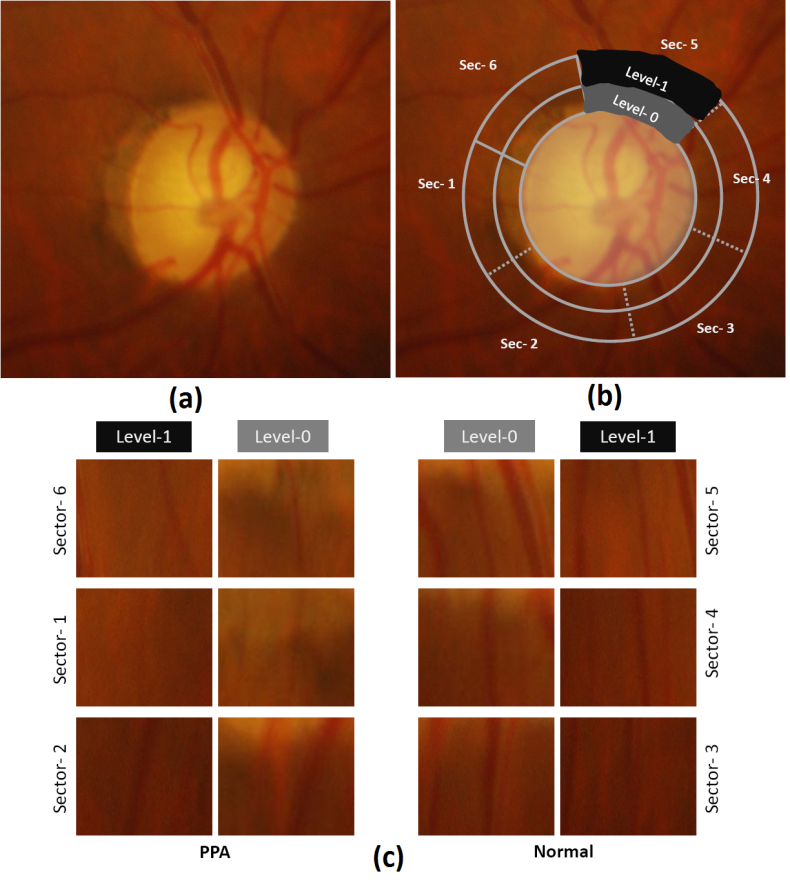 Sec- 5
Sec- 6
Level-1
Level- 0
Sec- 1
Sec- 4
Sec- 2
Sec- 3
(a)
(b)
Level-1
Level-0
Level-0
Level-1
Sector- 6
Sector- 5
Sector- 1
Sector- 4
Sector- 2
Sector- 3
PPA
Normal
(c)